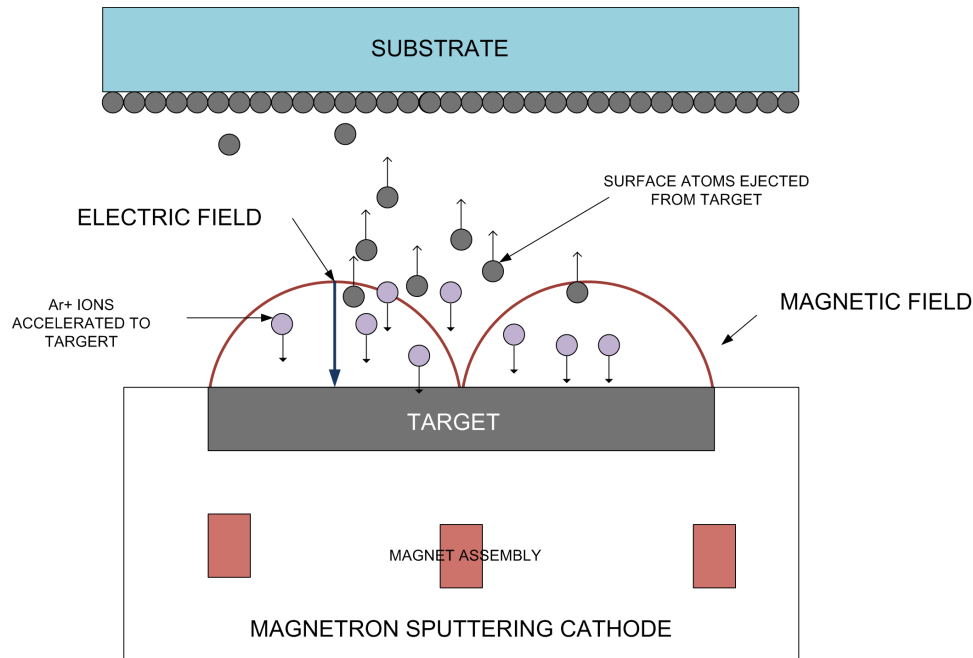 SUBSTRATE
SURFACE ATOMS EJECTED
FROM TARGET
ELECTRIC FIELD
Ar+ IONS
ACCELERATED TO
TARGERT
MAGNETIC FIELD
TARGET
MAGNET ASSEMBLY
MAGNETRON SPUTTERING CATHODE